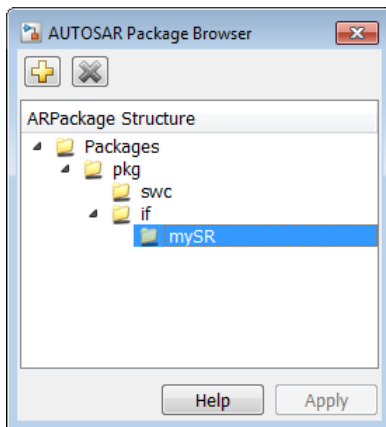 AUTOSAR Package Browser
ARPackage Structure
Packages
pkg
swc
if
mySR
Help Apply